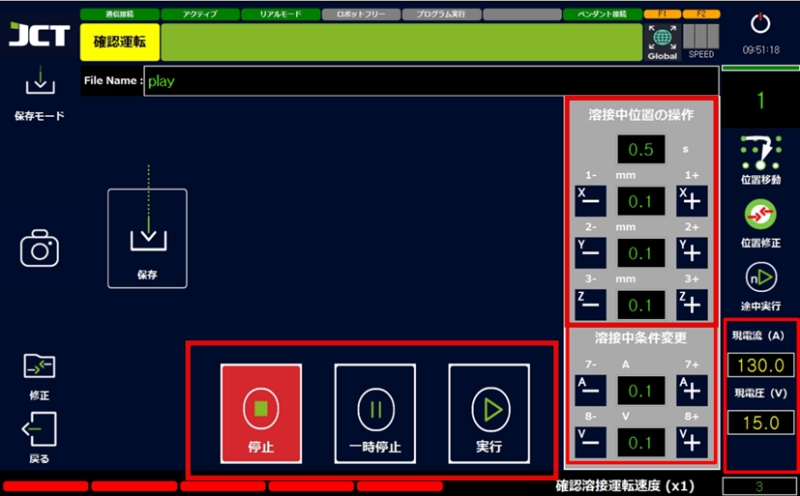 通信接続 アクティブ リアルモード ロボットフリー プログラム実行 ペンダント接続 F1 F2
JCT 確認運転 Global SPEED 09:51:18
File Name : play
保存モード
1
溶接中位置の操作
0.5 s
1- mm 1+
X− 0.1 X+
位置移動
2- mm 2+
Y− 0.1 Y+
位置修正
3- mm 3+
Z− 0.1 Z+
n 途中実行
保存
溶接中条件変更
現電流 (A)
130.0
7- A 7+
A− 0.1 A+
現電圧 (V)
15.0
8- V 8+
V− 0.1 V+
修正
戻る
停止 一時停止 実行
確認溶接運転速度 (x1) 3